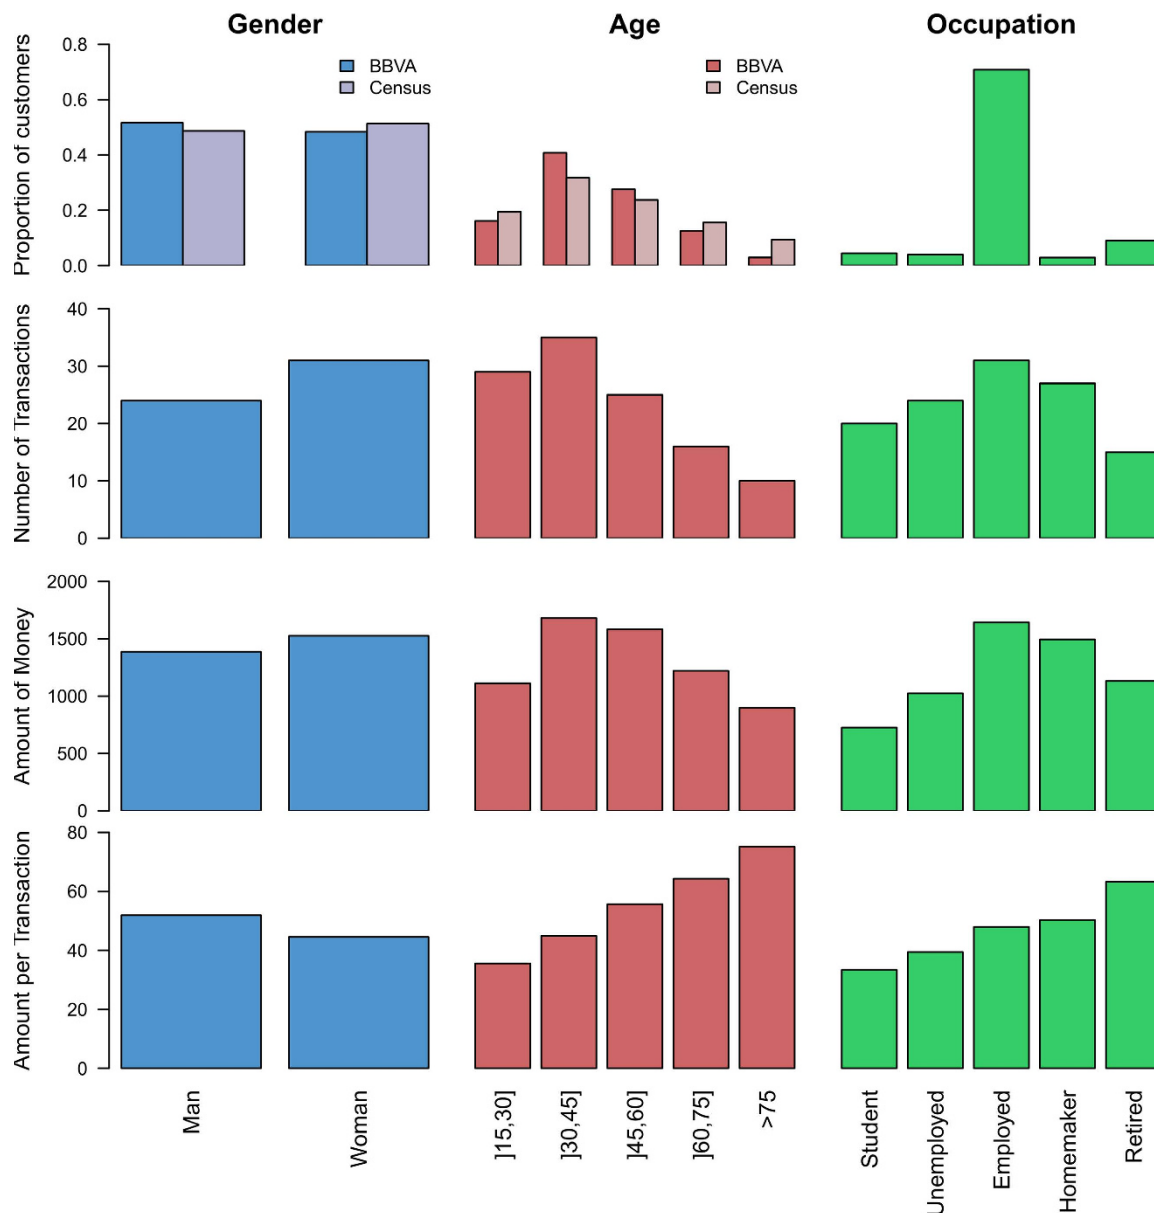 Gender
Age
Occupation
Proportion of customers
0.8
0.6
0.4
0.2
0.0
BBVA
Census
BBVA
Census
Number of Transactions
40
30
20
10
0
Amount of Money
2000
1500
1000
500
0
Amount per Transaction
80
60
40
20
0
Man
Woman
]15,30]
]30,45]
]45,60]
]60,75]
>75
Student
Unemployed
Employed
Homemaker
Retired